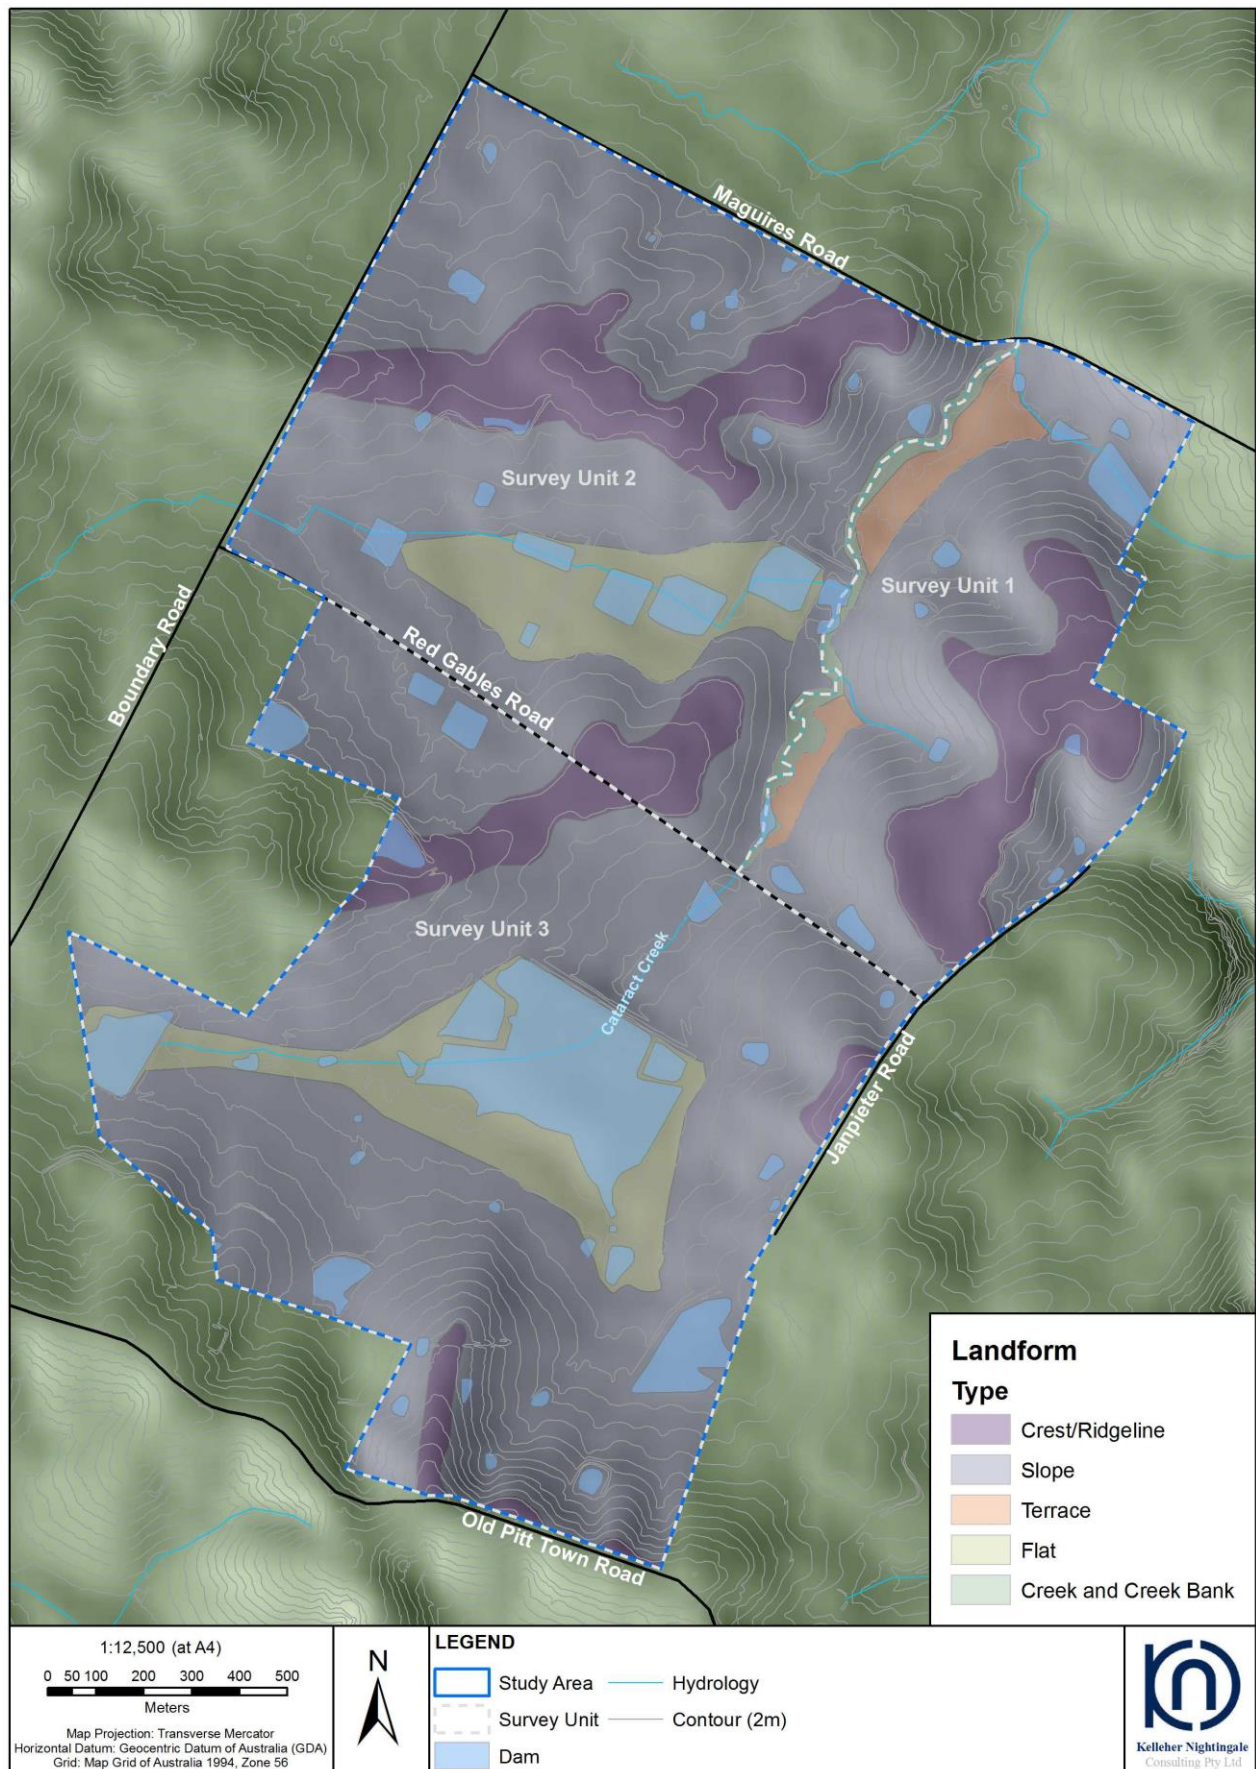 Maguires Road
Survey Unit 2
Survey Unit 1
Boundary Road
Red Gables Road
Survey Unit 3
Cataract Creek
Janpieter Road
Old Pitt Town Road
Landform
Type
Crest/Ridgeline
Slope
Terrace
Flat
Creek and Creek Bank
1:12,500 (at A4)
0 50 100 200 300 400 500
Meters
Map Projection: Transverse Mercator
Horizontal Datum: Geocentric Datum of Australia (GDA)
Grid: Map Grid of Australia 1994, Zone 56
N
LEGEND
Study Area
Hydrology
Survey Unit
Contour (2m)
Dam
Kelleher Nightingale
Consulting Pty Ltd